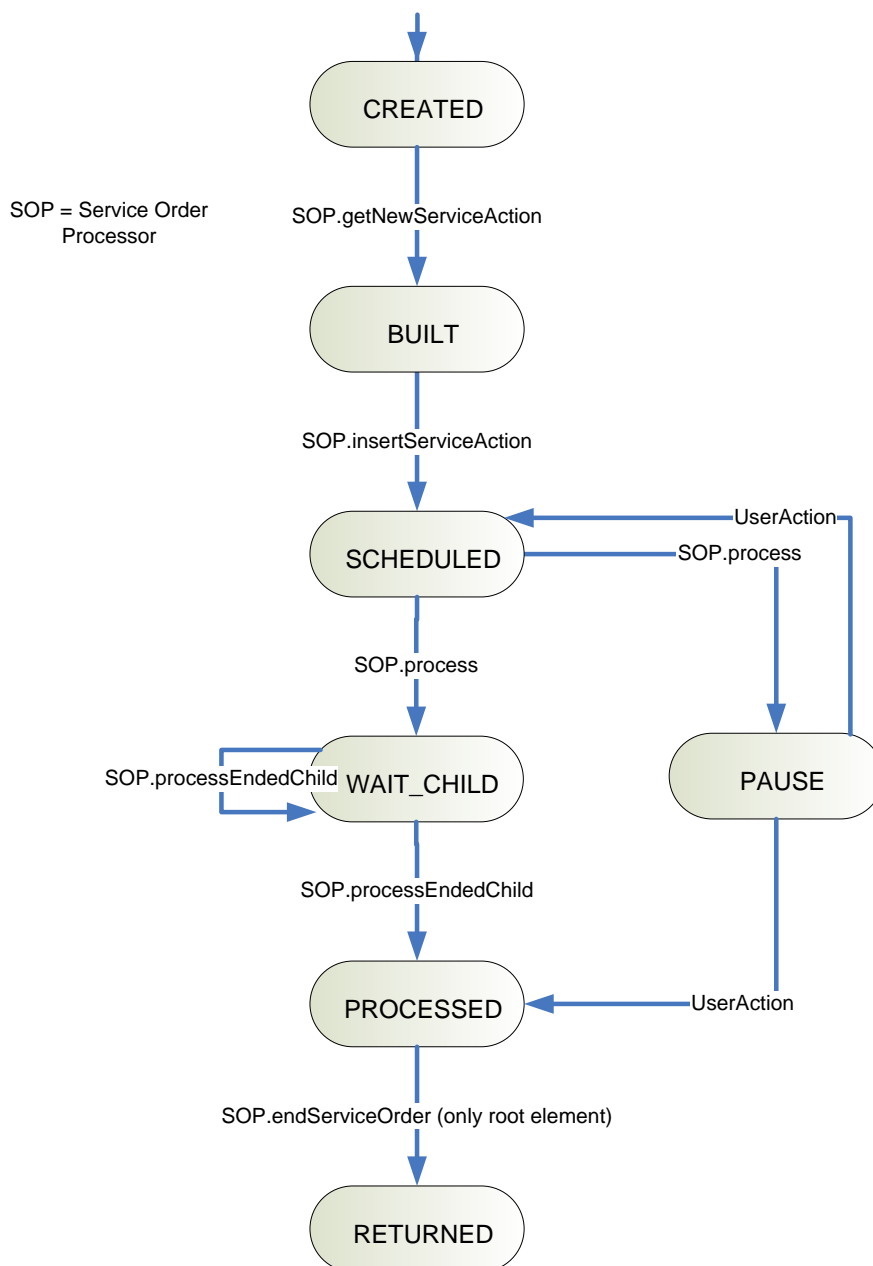 CREATED
SOP = Service Order
Processor
SOP.getNewServiceAction
BUILT
SOP.insertServiceAction
UserAction
SCHEDULED
SOP.process
SOP.process
SOP.processEndedChild
WAIT_CHILD
PAUSE
SOP.processEndedChild
PROCESSED
UserAction
SOP.endServiceOrder (only root element)
RETURNED